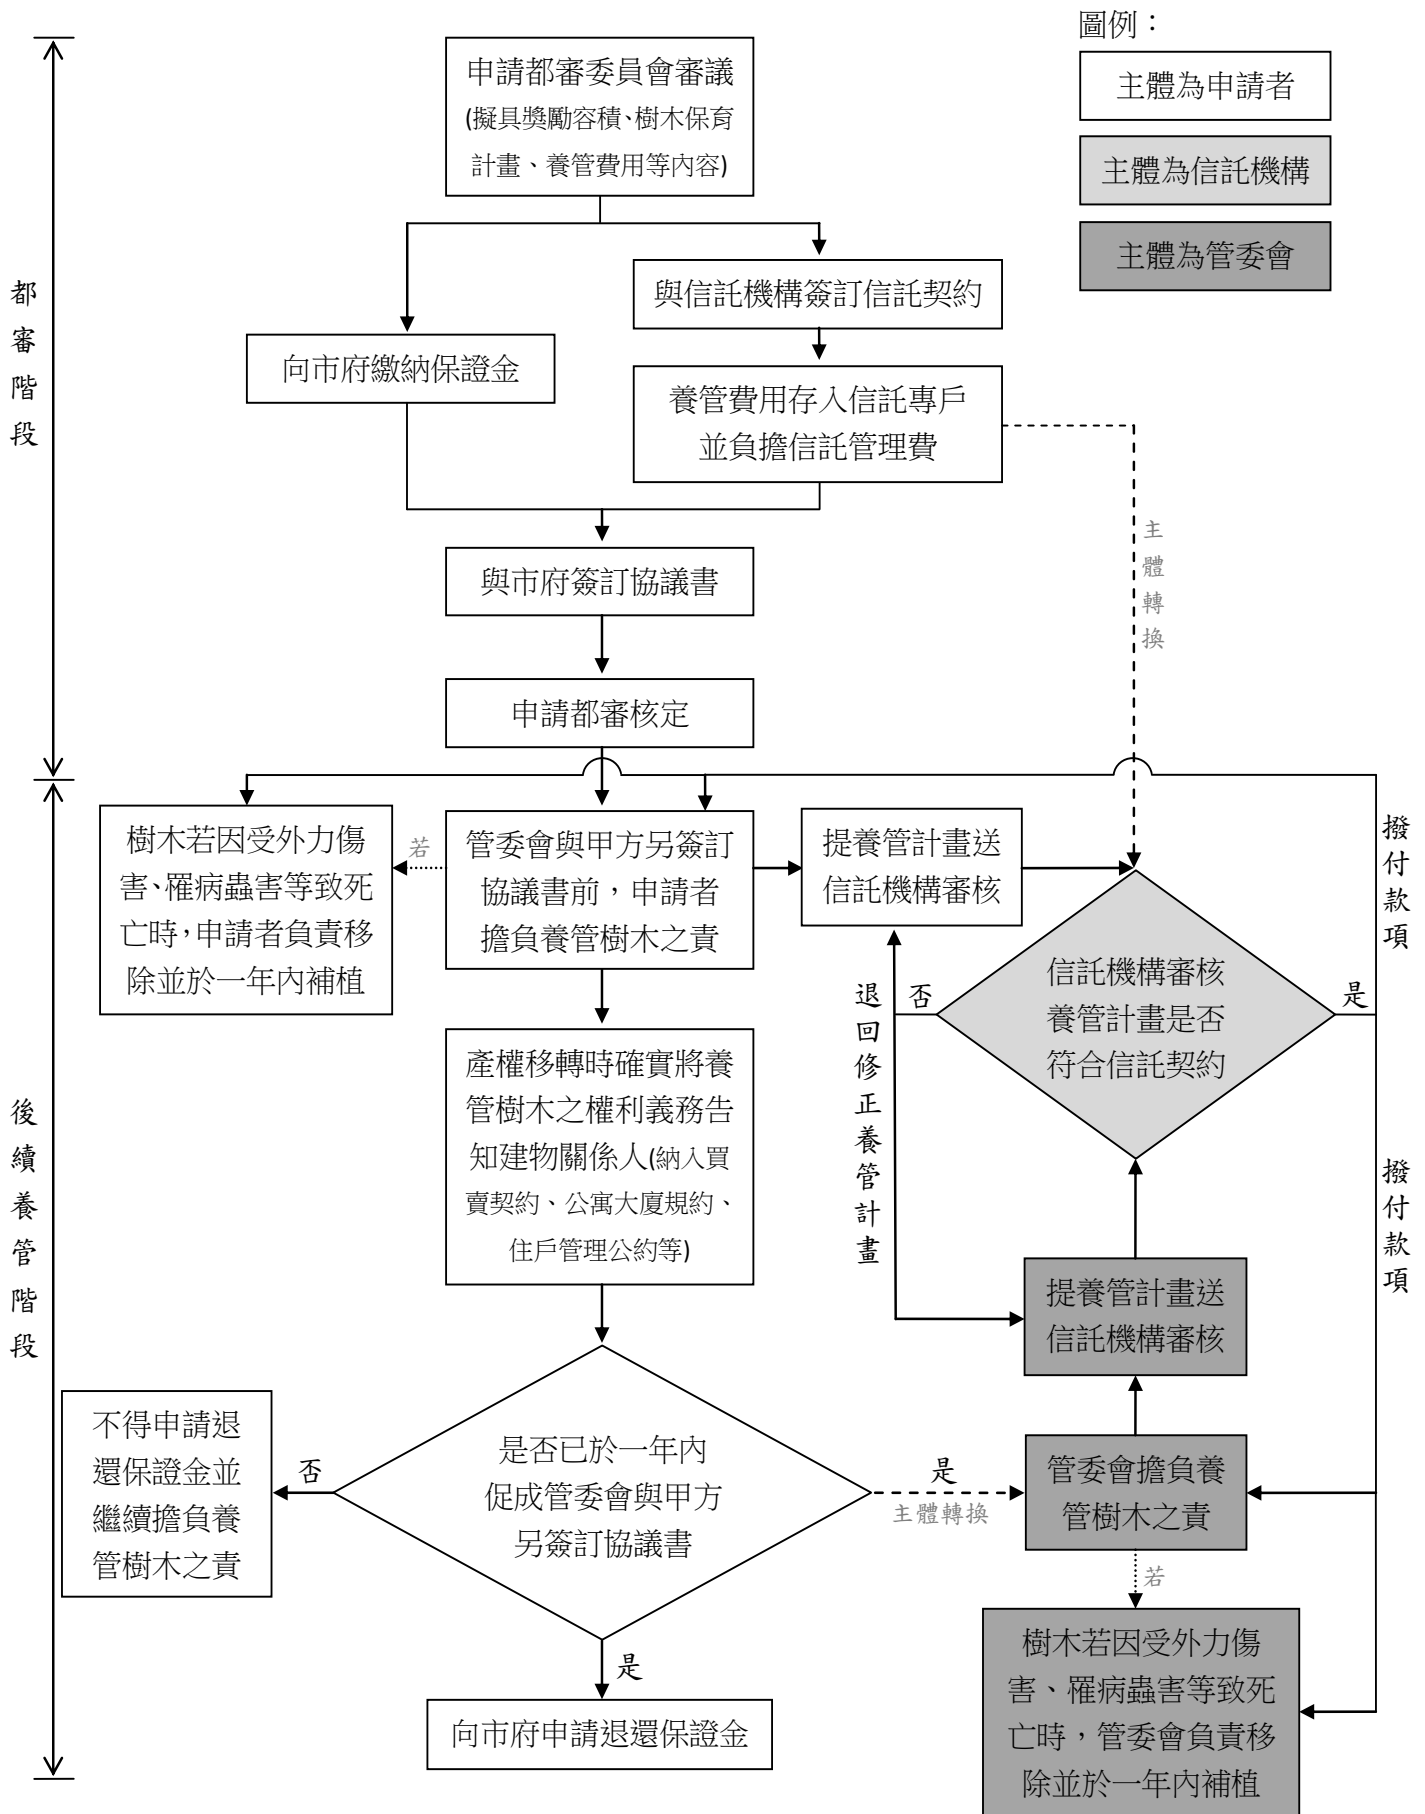 圖例：
主體為申請者
主體為信託機構
主體為管委會
都審階段
申請都審委員會審議
(擬具獎勵容積、樹木保育
計畫、養管費用等內容)
與信託機構簽訂信託契約
向市府繳納保證金
養管費用存入信託專戶
並負擔信託管理費
主體轉換
與市府簽訂協議書
申請都審核定
後續養管階段
樹木若因受外力傷
害、罹病蟲害等致死
亡時，申請者負責移
除並於一年內補植
若
管委會與甲方另簽訂
協議書前，申請者
擔負養管樹木之責
提養管計畫送
信託機構審核
撥付款項
信託機構審核
養管計畫是否
符合信託契約
否
是
退回修正養管計畫
產權移轉時確實將養
管樹木之權利義務告
知建物關係人(納入買
賣契約、公寓大廈規約、
住戶管理公約等)
撥付款項
提養管計畫送
信託機構審核
不得申請退
還保證金並
繼續擔負養
管樹木之責
否
是否已於一年內
促成管委會與甲方
另簽訂協議書
是
主體轉換
管委會擔負養
管樹木之責
若
是
向市府申請退還保證金
樹木若因受外力傷
害、罹病蟲害等致死
亡時，管委會負責移
除並於一年內補植